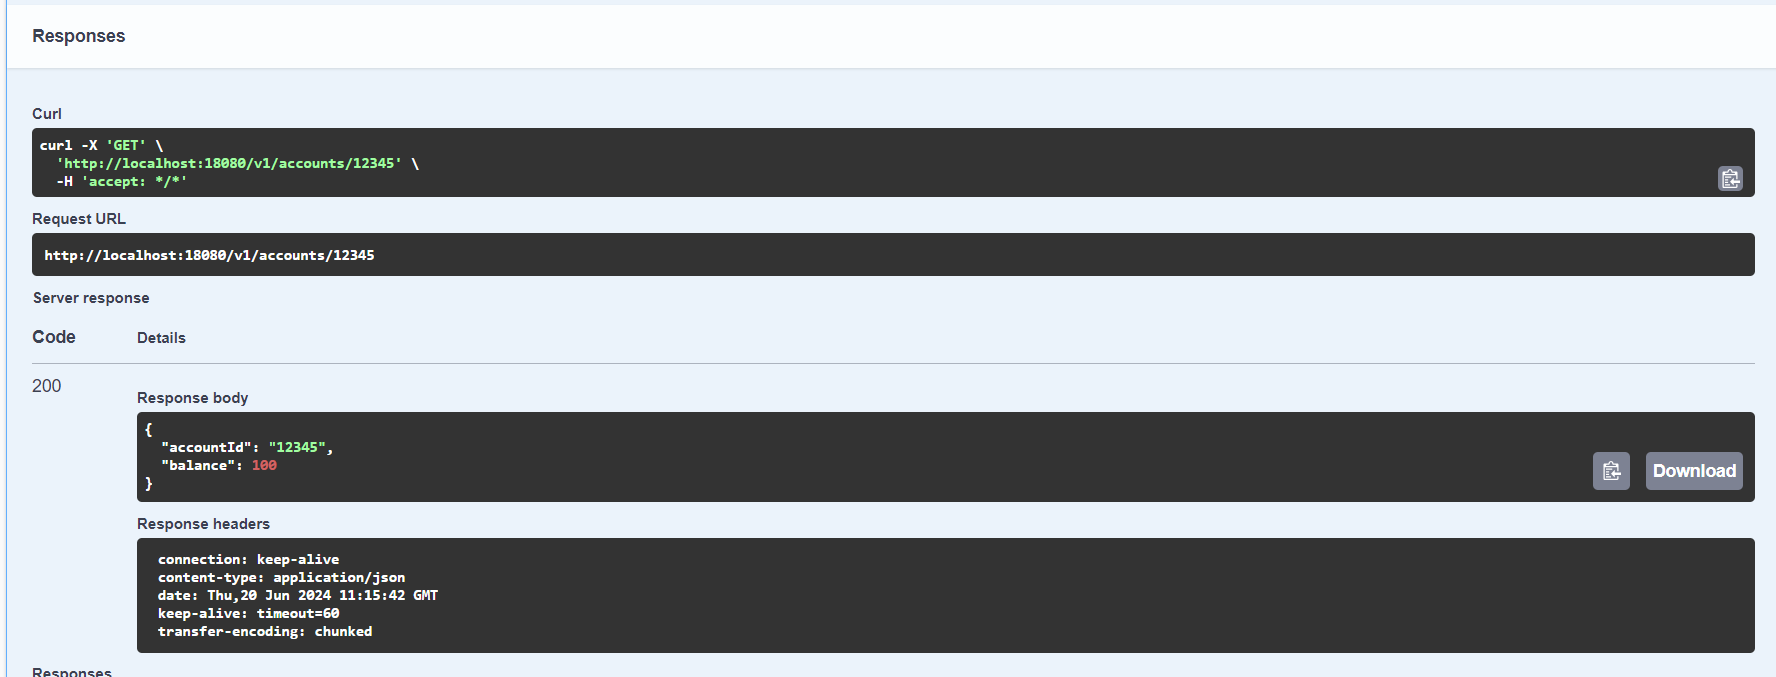 Responses
Curl
curl -X 'GET' \
  'http://localhost:18080/v1/accounts/12345' \
  -H 'accept: */*'
Request URL
http://localhost:18080/v1/accounts/12345
Server response
Code Details
200
Response body
{
  "accountId": "12345",
  "balance": 100
}
Download
Response headers
connection: keep-alive
content-type: application/json
date: Thu,20 Jun 2024 11:15:42 GMT
keep-alive: timeout=60
transfer-encoding: chunked
Responses